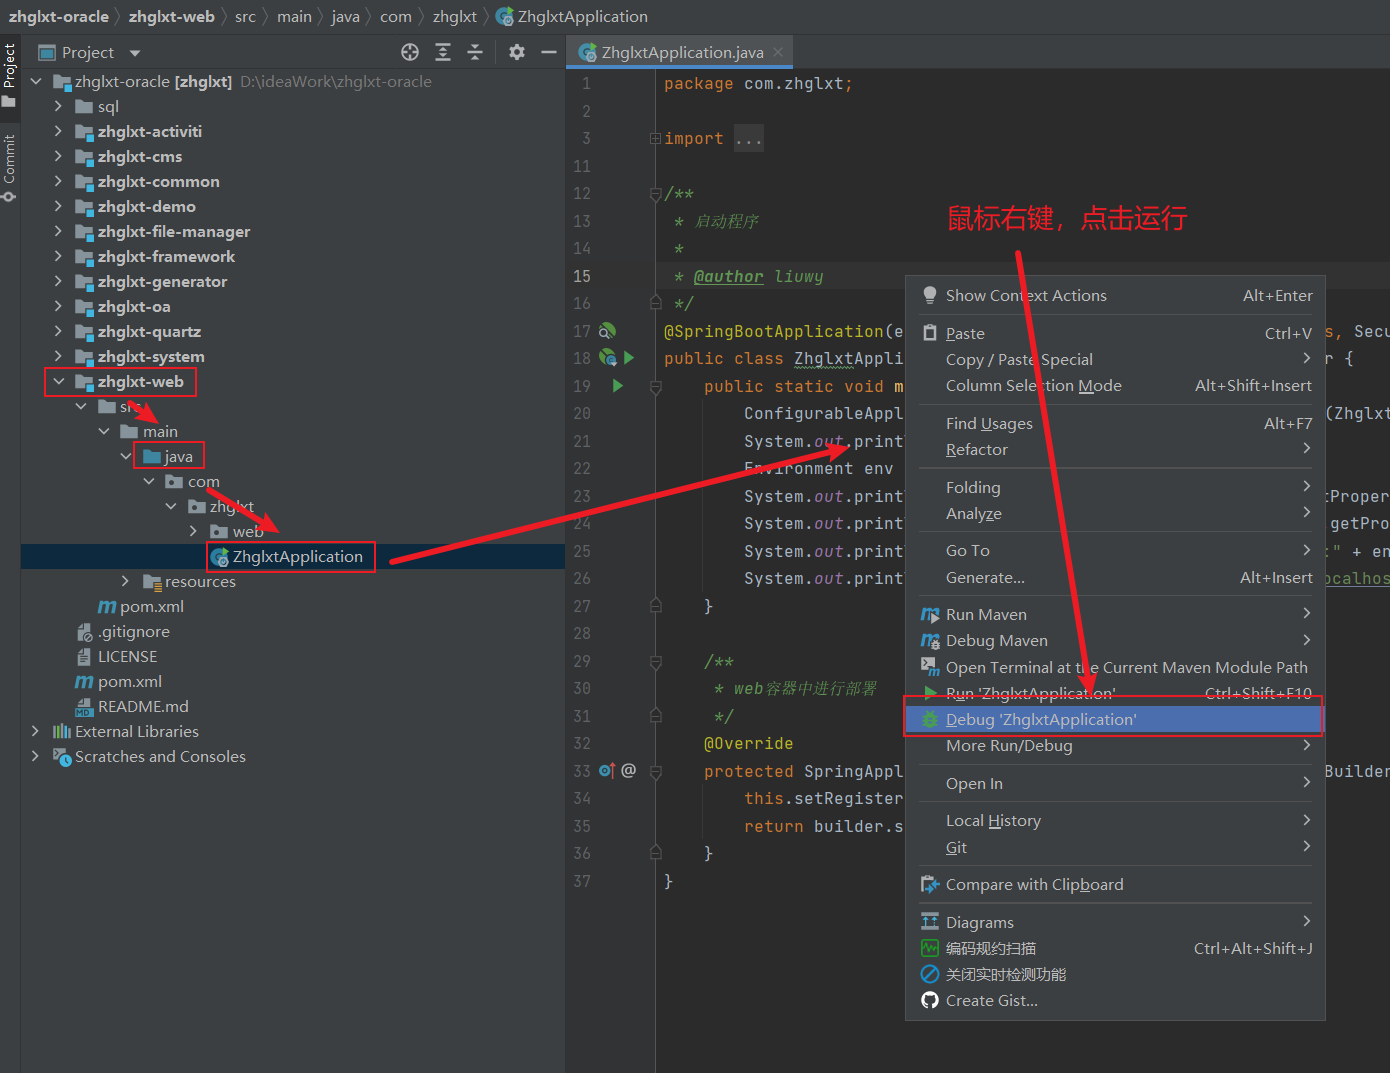 zhglxt-oracle 〉 zhglxt-web 〉 src 〉 main 〉 java 〉 com 〉 zhglxt 〉 ZhglxtApplication
Project
Commit
Project
zhglxt-oracle [zhglxt] D:\ideaWork\zhglxt-oracle
sql
zhglxt-activiti
zhglxt-cms
zhglxt-common
zhglxt-demo
zhglxt-file-manager
zhglxt-framework
zhglxt-generator
zhglxt-oa
zhglxt-quartz
zhglxt-system
zhglxt-web
src
main
java
com
zhglxt
web
ZhglxtApplication
resources
pom.xml
.gitignore
LICENSE
pom.xml
README.md
External Libraries
Scratches and Consoles
ZhglxtApplication.java
1 package com.zhglxt;
2
3 import ...
11
12 /**
13 * 启动程序
14 *
15 * @author liuwy
16 */
17 @SpringBootApplication(e s, Secu
18 public class ZhglxtAppli r {
19 public static void m
20 ConfigurableAppl (Zhglxt
21 System.out.print
22 Environment env
23 System.out.print tProper
24 System.out.print .getPro
25 System.out.print :" + en
26 System.out.print ocalhos
27 }
28
29 /**
30 * web容器中进行部署
31 */
32 @Override
33 protected SpringAppl Builder
34 this.setRegister
35 return builder.s
36 }
37 }
鼠标右键，点击运行
Show Context Actions Alt+Enter
Paste Ctrl+V
Copy / Paste Special
Column Selection Mode Alt+Shift+Insert
Find Usages Alt+F7
Refactor
Folding
Analyze
Go To
Generate... Alt+Insert
Run Maven
Debug Maven
Open Terminal at the Current Maven Module Path
Run 'ZhglxtApplication' Ctrl+Shift+F10
Debug 'ZhglxtApplication'
More Run/Debug
Open In
Local History
Git
Compare with Clipboard
Diagrams
编码规约扫描 Ctrl+Alt+Shift+J
关闭实时检测功能
Create Gist...